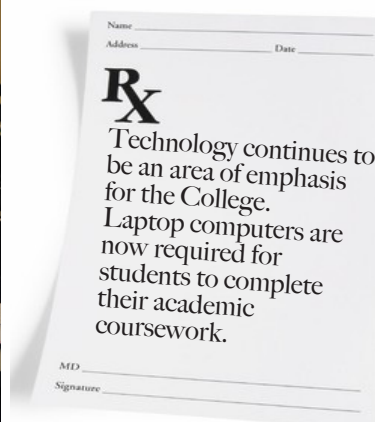 Name
Address Date
Rx
Technology continues to
be an area of emphasis
for the College.
Laptop computers are
now required for
students to complete
their academic
coursework.
MD
Signature